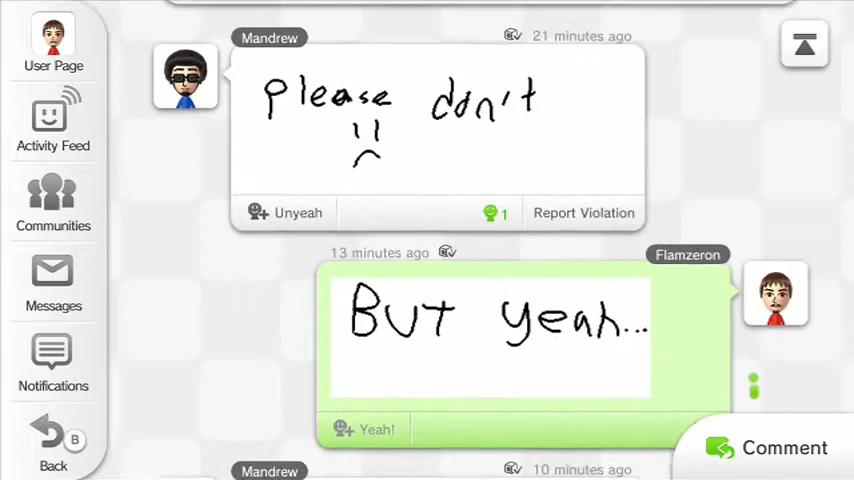 User Page
Activity Feed
Communities
Messages
Notifications
B
Back
Mandrew
21 minutes ago
please don't
Unyeah
1
Report Violation
13 minutes ago
Flamzeron
But yeah...
Yeah!
Comment
Mandrew
10 minutes ago